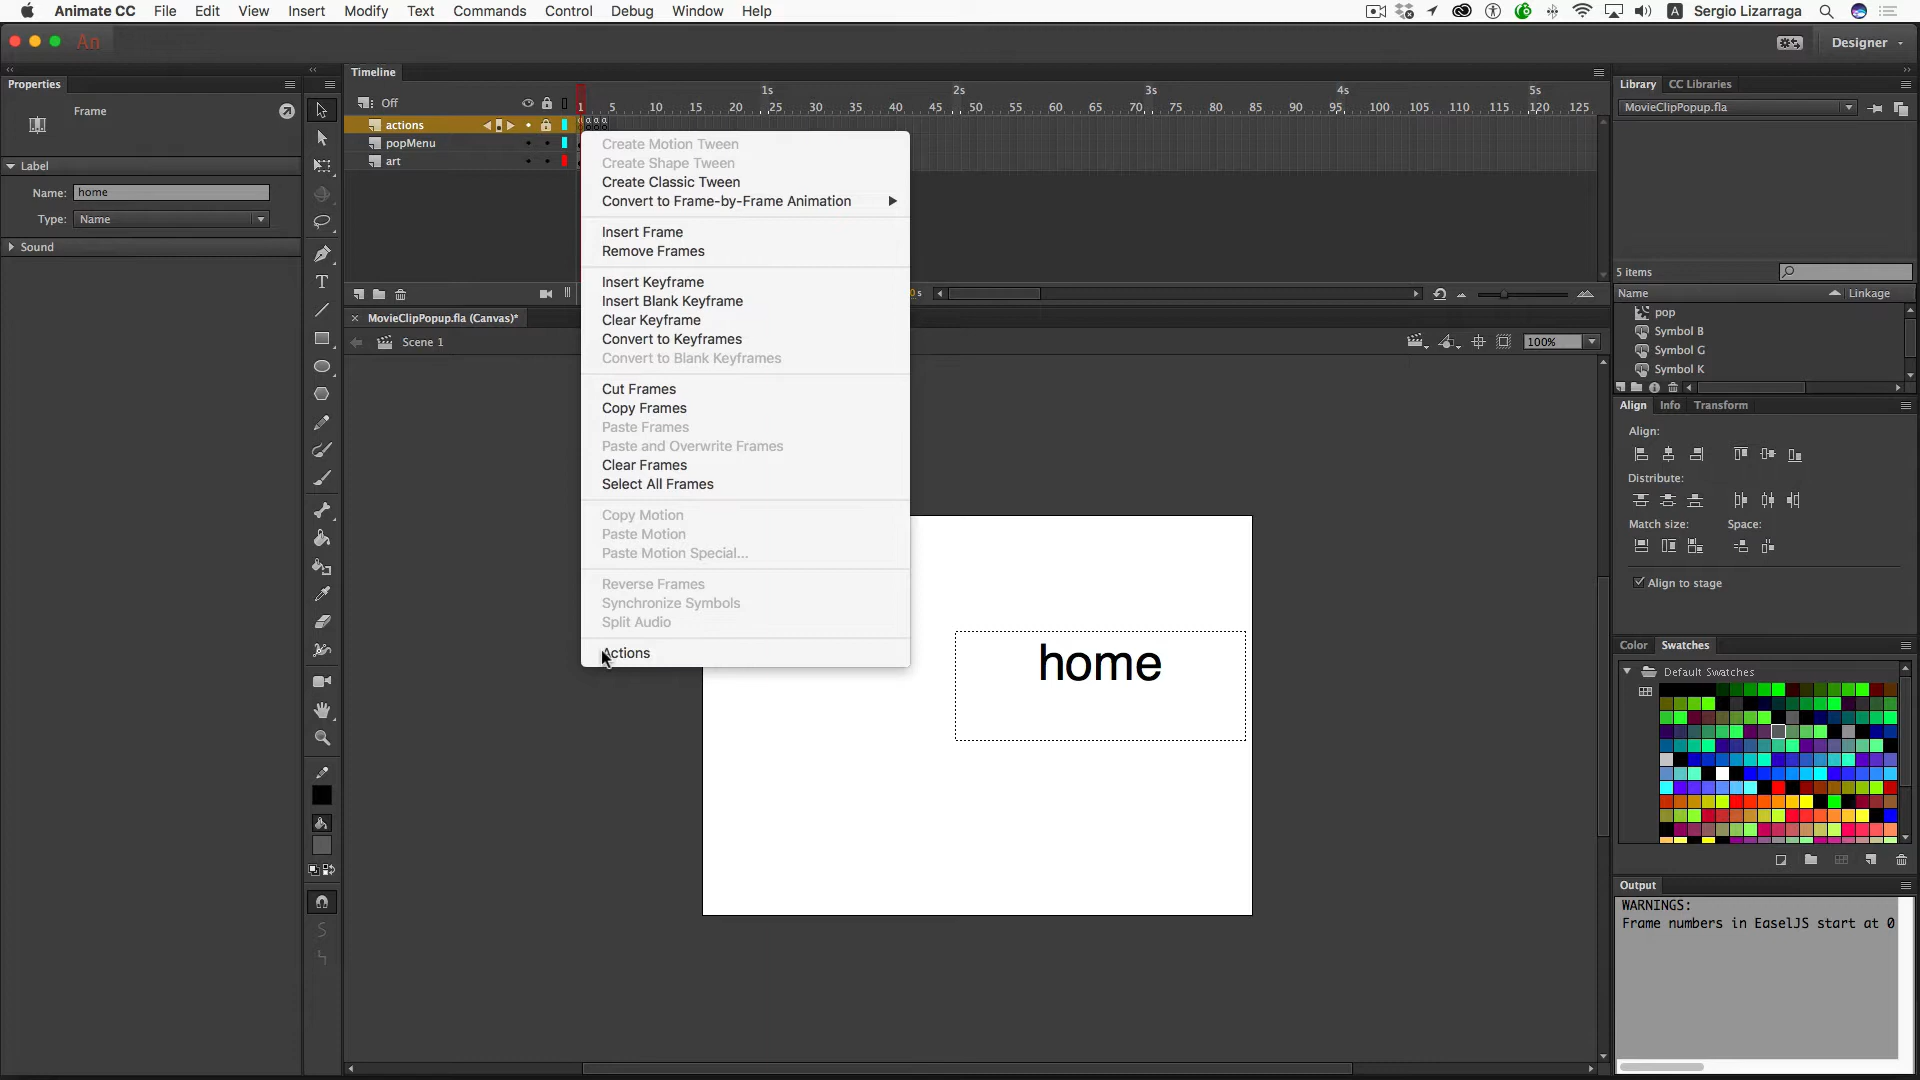 Animate CC File Edit View Insert Modify Text Commands Control Debug Window Help A Sergio Lizarraga
An Designer
Properties Timeline Library CC Libraries
Frame
Off 1s 2s 3s 4s 5s
1 5 10 15 20 25 30 35 40 45 50 55 60 65 70 75 80 85 90 95 100 105 110 115 120 125
MovieClipPopup.fla
actions
popMenu
art
Label
Name: home
Type: Name
Sound
Create Motion Tween
Create Shape Tween
Create Classic Tween
Convert to Frame-by-Frame Animation
Insert Frame
Remove Frames
Insert Keyframe
Insert Blank Keyframe
Clear Keyframe
Convert to Keyframes
Convert to Blank Keyframes
Cut Frames
Copy Frames
Paste Frames
Paste and Overwrite Frames
Clear Frames
Select All Frames
Copy Motion
Paste Motion
Paste Motion Special...
Reverse Frames
Synchronize Symbols
Split Audio
Actions
MovieClipPopup.fla (Canvas)*
Scene 1
100%
home
5 items
Name Linkage
pop
Symbol B
Symbol G
Symbol K
Align Info Transform
Align:
Distribute:
Match size: Space:
Align to stage
Color Swatches
Default Swatches
Output
WARNINGS:
Frame numbers in EaselJS start at 0